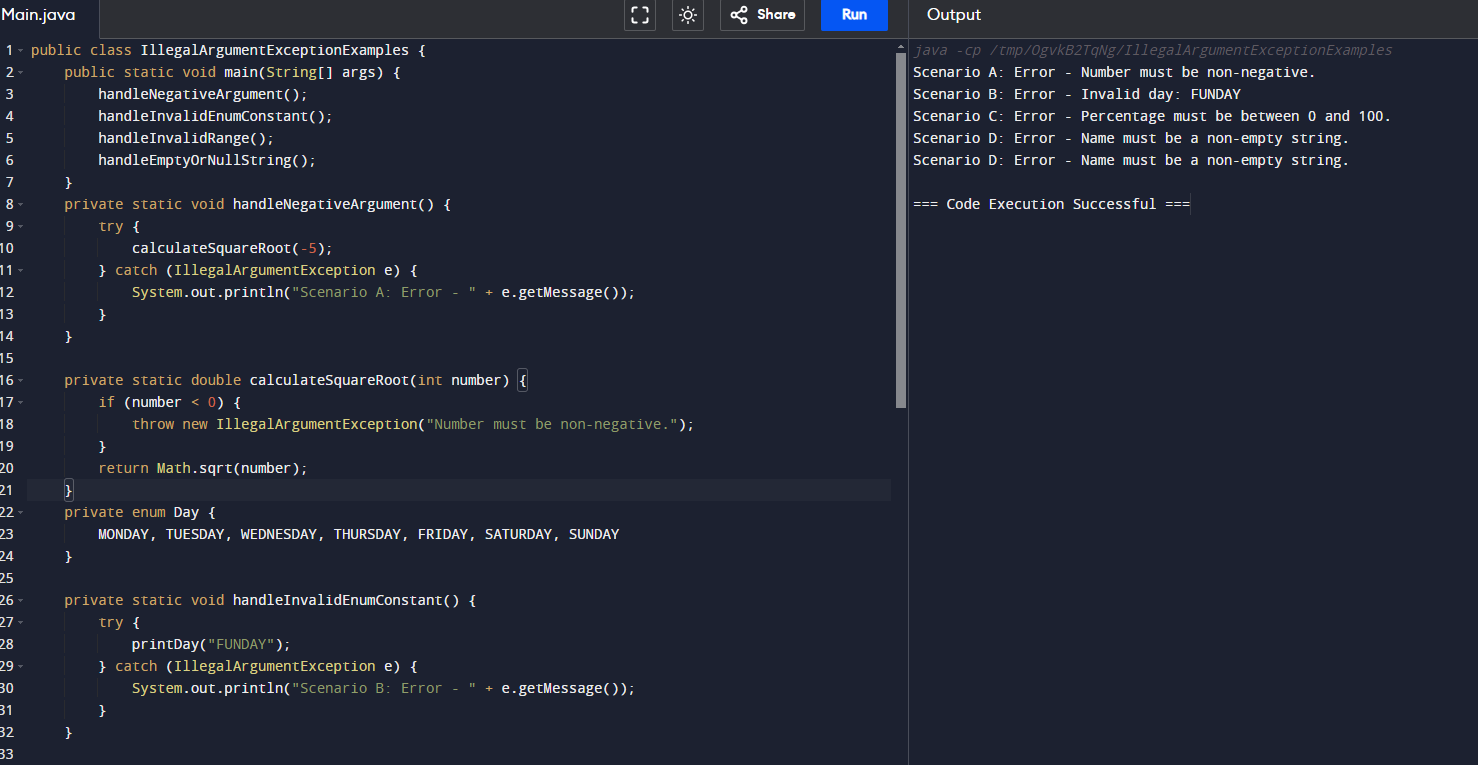 Main.java
Share
Run
Output
1 public class IllegalArgumentExceptionExamples {
2     public static void main(String[] args) {
3         handleNegativeArgument();
4         handleInvalidEnumConstant();
5         handleInvalidRange();
6         handleEmptyOrNullString();
7     }
8     private static void handleNegativeArgument() {
9         try {
10             calculateSquareRoot(-5);
11         } catch (IllegalArgumentException e) {
12             System.out.println("Scenario A: Error - " + e.getMessage());
13         }
14     }
15
16     private static double calculateSquareRoot(int number) {
17         if (number < 0) {
18             throw new IllegalArgumentException("Number must be non-negative.");
19         }
20         return Math.sqrt(number);
21     }
22     private enum Day {
23         MONDAY, TUESDAY, WEDNESDAY, THURSDAY, FRIDAY, SATURDAY, SUNDAY
24     }
25
26     private static void handleInvalidEnumConstant() {
27         try {
28             printDay("FUNDAY");
29         } catch (IllegalArgumentException e) {
30             System.out.println("Scenario B: Error - " + e.getMessage());
31         }
32     }
33
java -cp /tmp/OgvkB2TqNg/IllegalArgumentExceptionExamples
Scenario A: Error - Number must be non-negative.
Scenario B: Error - Invalid day: FUNDAY
Scenario C: Error - Percentage must be between 0 and 100.
Scenario D: Error - Name must be a non-empty string.
Scenario D: Error - Name must be a non-empty string.
=== Code Execution Successful ===